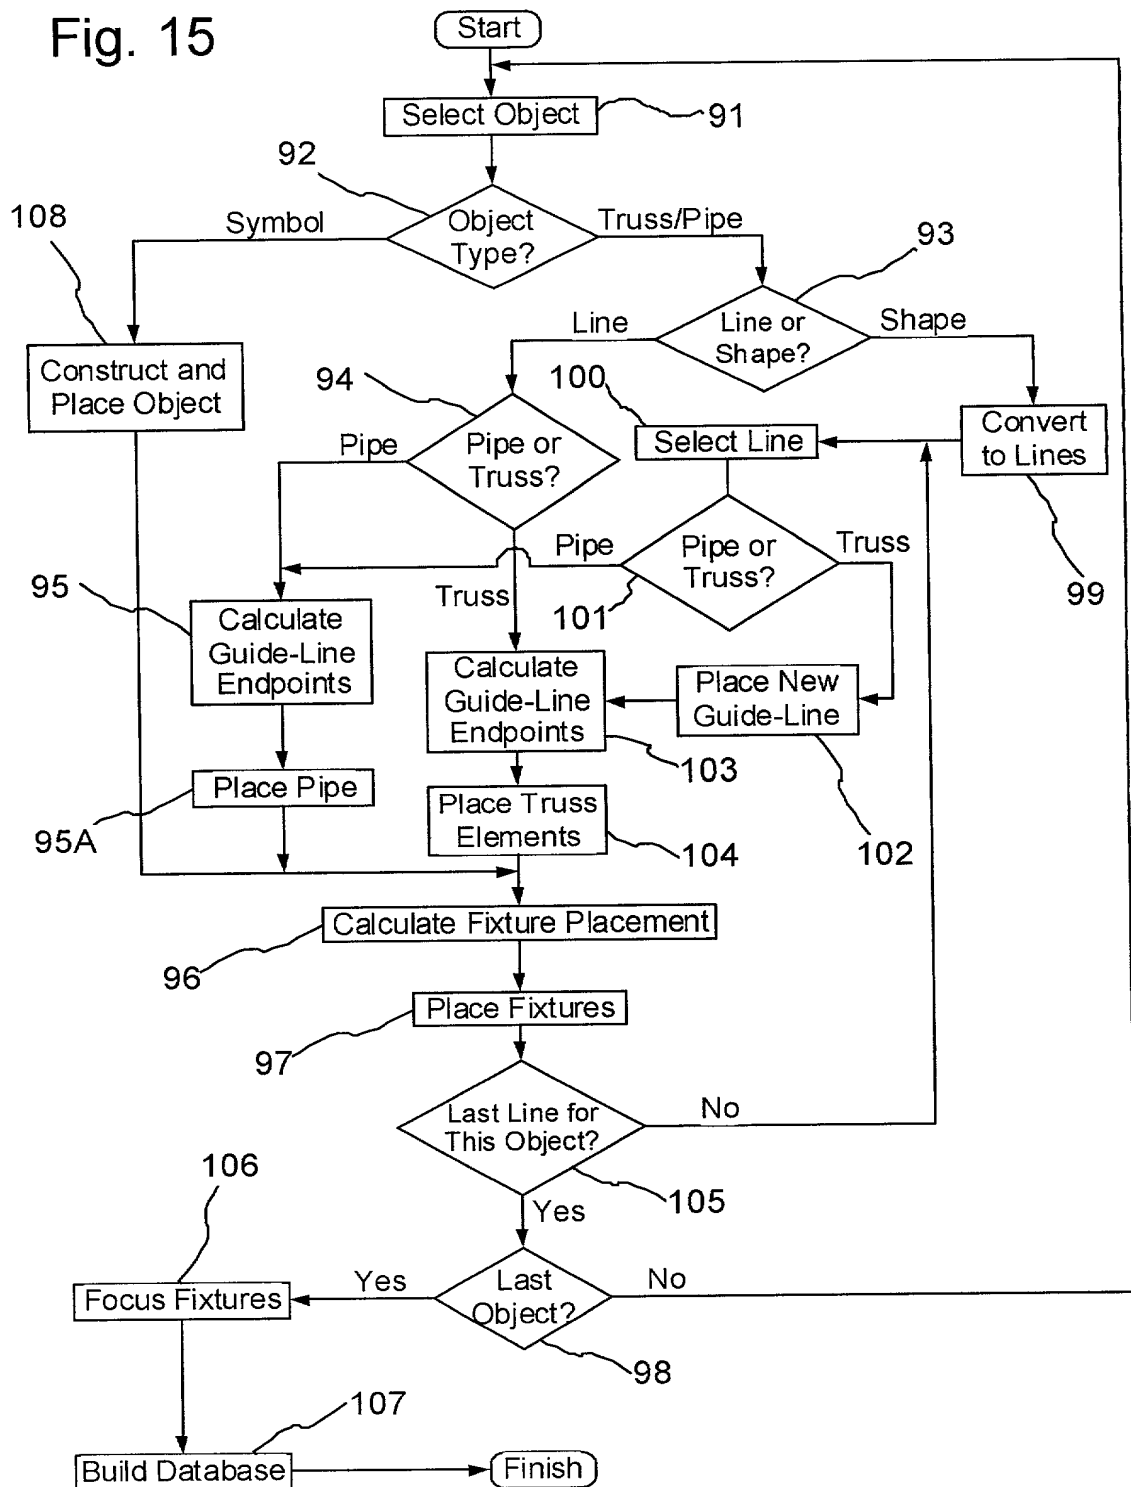 Fig. 15
Start
Select Object
91
92
Object
Type?
Symbol
Truss/Pipe
108
93
Line or
Shape?
Line
Shape
Construct and
Place Object
94
100
Pipe or
Truss?
Pipe
Select Line
Convert
to Lines
Pipe
Pipe or
Truss?
Truss
99
95
Truss
101
Calculate
Guide-Line
Endpoints
Calculate
Guide-Line
Endpoints
Place New
Guide-Line
103
Place Pipe
95A
Place Truss
Elements
104
102
Calculate Fixture Placement
96
Place Fixtures
97
Last Line for
This Object?
No
105
106
Yes
Focus Fixtures
Yes
Last
Object?
No
98
107
Build Database
Finish